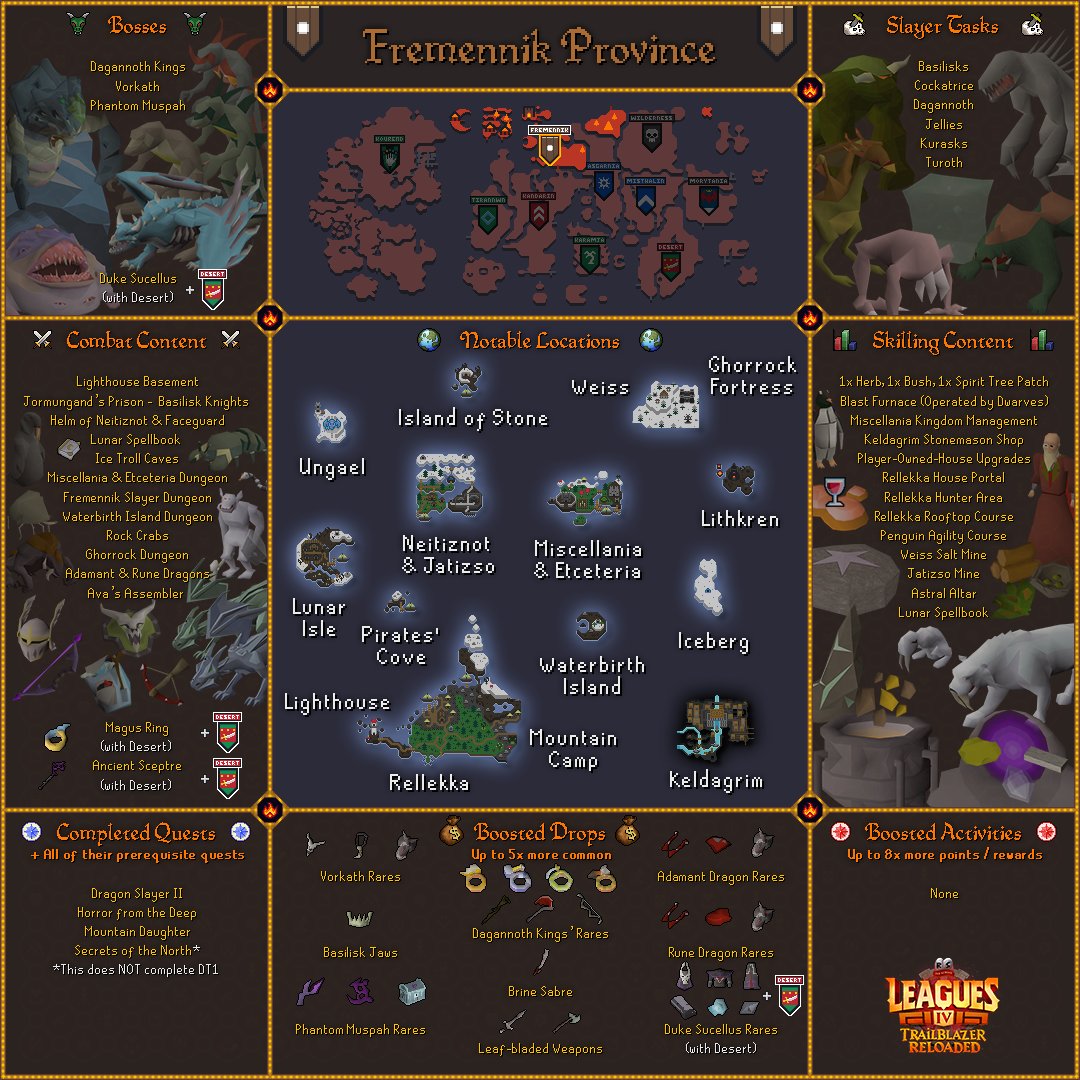 Bosses
Dagannoth Kings
Vorkath
Phantom Muspah
Duke Sucellus
(with Desert)
+
DESERT
Fremennik Province
KOUREND
FREMENNIK
WILDERNESS
ASGARNIA
MISTHALIN
MORYTANIA
TIRANNWN
KANDARIN
KARAMJA
DESERT
Slayer Tasks
Basilisks
Cockatrice
Dagannoth
Jellies
Kurasks
Turoth
Combat Content
Lighthouse Basement
Jormungand's Prison - Basilisk Knights
Helm of Neitiznot & Faceguard
Lunar Spellbook
Ice Troll Caves
Miscellania & Etceteria Dungeon
Fremennik Slayer Dungeon
Waterbirth Island Dungeon
Rock Crabs
Ghorrock Dungeon
Adamant & Rune Dragons
Ava's Assembler
Magus Ring
(with Desert)
+
DESERT
Ancient Sceptre
(with Desert)
+
DESERT
Notable Locations
Weiss
Ghorrock
Fortress
Island of Stone
Ungael
Lithkren
Neitiznot
& Jatizso
Miscellania
& Etceteria
Lunar
Isle
Pirates'
Cove
Iceberg
Waterbirth
Island
Lighthouse
Mountain
Camp
Rellekka
Keldagrim
Skilling Content
1x Herb, 1x Bush, 1x Spirit Tree Patch
Blast Furnace (Operated by Dwarves)
Miscellania Kingdom Management
Keldagrim Stonemason Shop
Player-Owned-House Upgrades
Rellekka House Portal
Rellekka Hunter Area
Rellekka Rooftop Course
Penguin Agility Course
Weiss Salt Mine
Jatizso Mine
Astral Altar
Lunar Spellbook
Completed Quests
+ All of their prerequisite quests
Dragon Slayer II
Horror from the Deep
Mountain Daughter
Secrets of the North*
*This does NOT complete DT1
Boosted Drops
Up to 5x more common
Vorkath Rares
Adamant Dragon Rares
Dagannoth Kings' Rares
Basilisk Jaws
Rune Dragon Rares
Brine Sabre
Phantom Muspah Rares
Leaf-bladed Weapons
+
DESERT
Duke Sucellus Rares
(with Desert)
Boosted Activities
Up to 8x more points / rewards
None
LEAGUES
IV
TRAILBLAZER
RELOADED